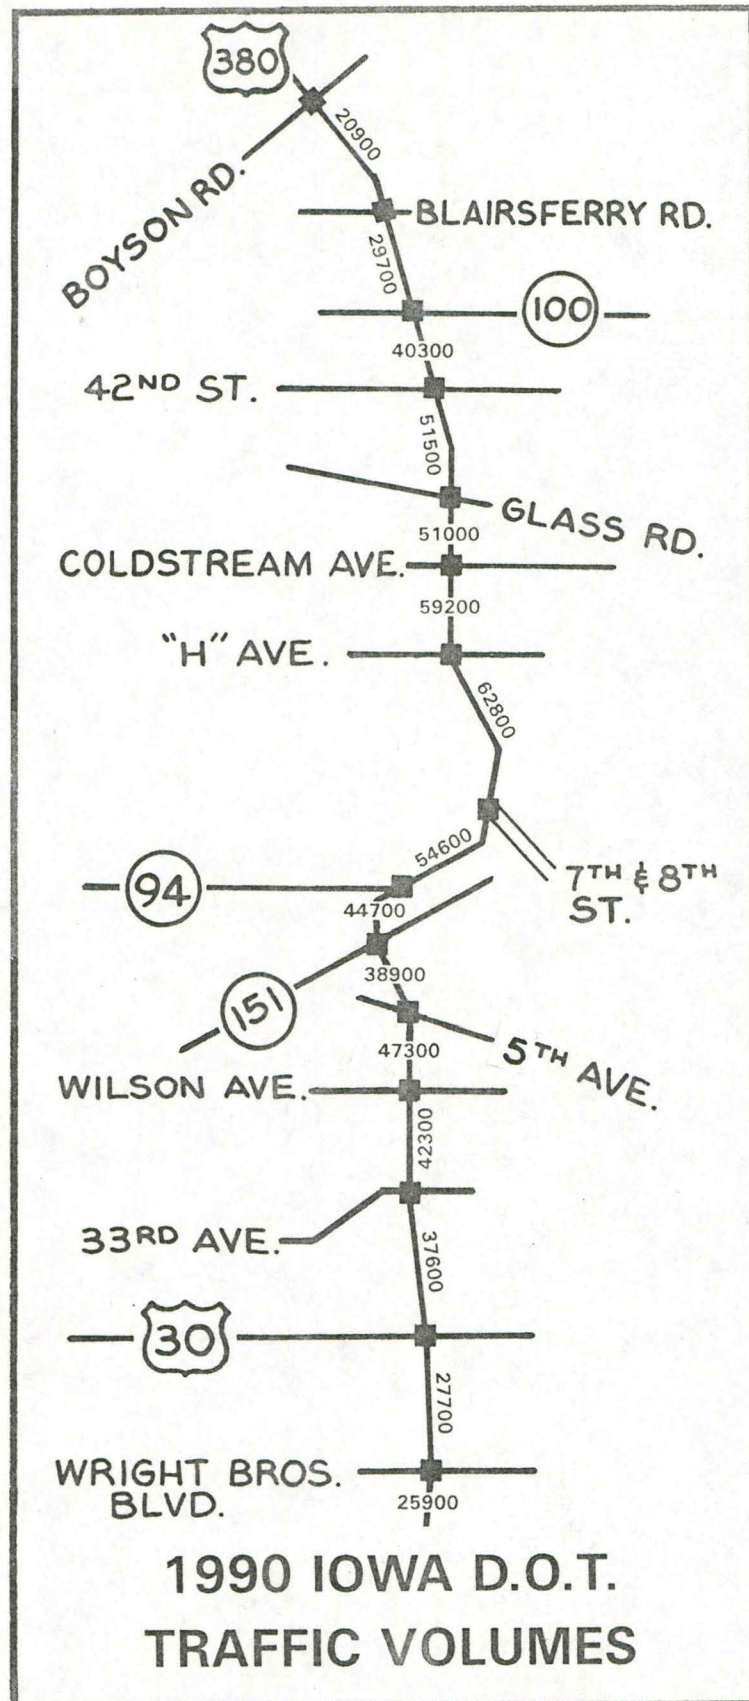 380
20900
BOYSON RD.
BLAIRSFERRY RD.
29700
100
40300
42ND ST.
51500
GLASS RD.
51000
COLDSTREAM AVE.
59200
"H" AVE.
62800
54600
7TH & 8TH
ST.
94
44700
38900
151
5TH AVE.
47300
WILSON AVE.
42300
33RD AVE.
37600
30
27700
WRIGHT BROS.
BLVD.
25900
1990 IOWA D.O.T.
TRAFFIC VOLUMES